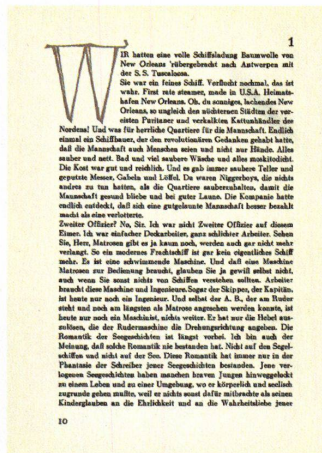 1
WIR hatten eine volle Schiffsladung Baumwolle von
New Orleans 'rübergebracht nach Antwerpen mit
der S. S. Tuscaloosa.
Sie war ein feines Schiff. Verflucht nochmal, das ist
wahr. First rate steamer, made in U.S.A. Heimats-
hafen New Orleans. Oh, du sonniges, lachendes New
Orleans, so ungleich den nüchternen Städten der ver-
eisten Puritaner und verkalkten Kattunhändler des
Nordens! Und was für herrliche Quartiere für die Mannschaft. Endlich
einmal ein Schiffbauer, der den revolutionären Gedanken gehabt hatte,
daß die Mannschaft auch Menschen seien und nicht nur Hände. Alles
sauber und nett. Bad und viel saubere Wäsche und alles moskitodicht.
Die Kost war gut und reichlich. Und es gab immer saubere Teller und
geputzte Messer, Gabeln und Löffel. Da waren Niggerboys, die nichts
andres zu tun hatten, als die Quartiere sauberzuhalten, damit die
Mannschaft gesund bliebe und bei guter Laune. Die Kompanie hatte
endlich entdeckt, daß sich eine gutgelaunte Mannschaft besser bezahlt
macht als eine verlotterte.
Zweiter Offizier? No, Sir. Ich war nicht Zweiter Offizier auf diesem
Eimer. Ich war einfacher Deckarbeiter, ganz schlichter Arbeiter. Sehen
Sie, Herr, Matrosen gibt es ja kaum noch, werden auch gar nicht mehr
verlangt. So ein modernes Frachtschiff ist gar kein eigentliches Schiff
mehr. Es ist eine schwimmende Maschine. Und daß eine Maschine
Matrosen zur Bedienung braucht, glauben Sie ja gewiß selbst nicht,
auch wenn Sie sonst nichts von Schiffen verstehen sollten. Arbeiter
braucht diese Maschine und Ingenieure. Sogar der Skipper, der Kapitän,
ist heute nur noch ein Ingenieur. Und selbst der A. B., der am Ruder
steht und noch am längsten als Matrose angesehen werden konnte, ist
heute nur noch ein Maschinist, nichts weiter. Er hat nur die Hebel aus-
zulösen, die der Rudermaschine die Drehungsrichtung angeben. Die
Romantik der Seegeschichten ist längst vorbei. Ich bin auch der
Meinung, daß solche Romantik nie bestanden hat. Nicht auf den Segel-
schiffen und nicht auf der See. Diese Romantik hat immer nur in der
Phantasie der Schreiber jener Seegeschichten bestanden. Jene ver-
logenen Seegeschichten haben manchen braven Jungen hinweggelockt
zu einem Leben und zu einer Umgebung, wo er körperlich und seelisch
zugrunde gehen mußte, weil er nichts sonst dafür mitbrachte als seinen
Kinderglauben an die Ehrlichkeit und an die Wahrheitsliebe jener
10